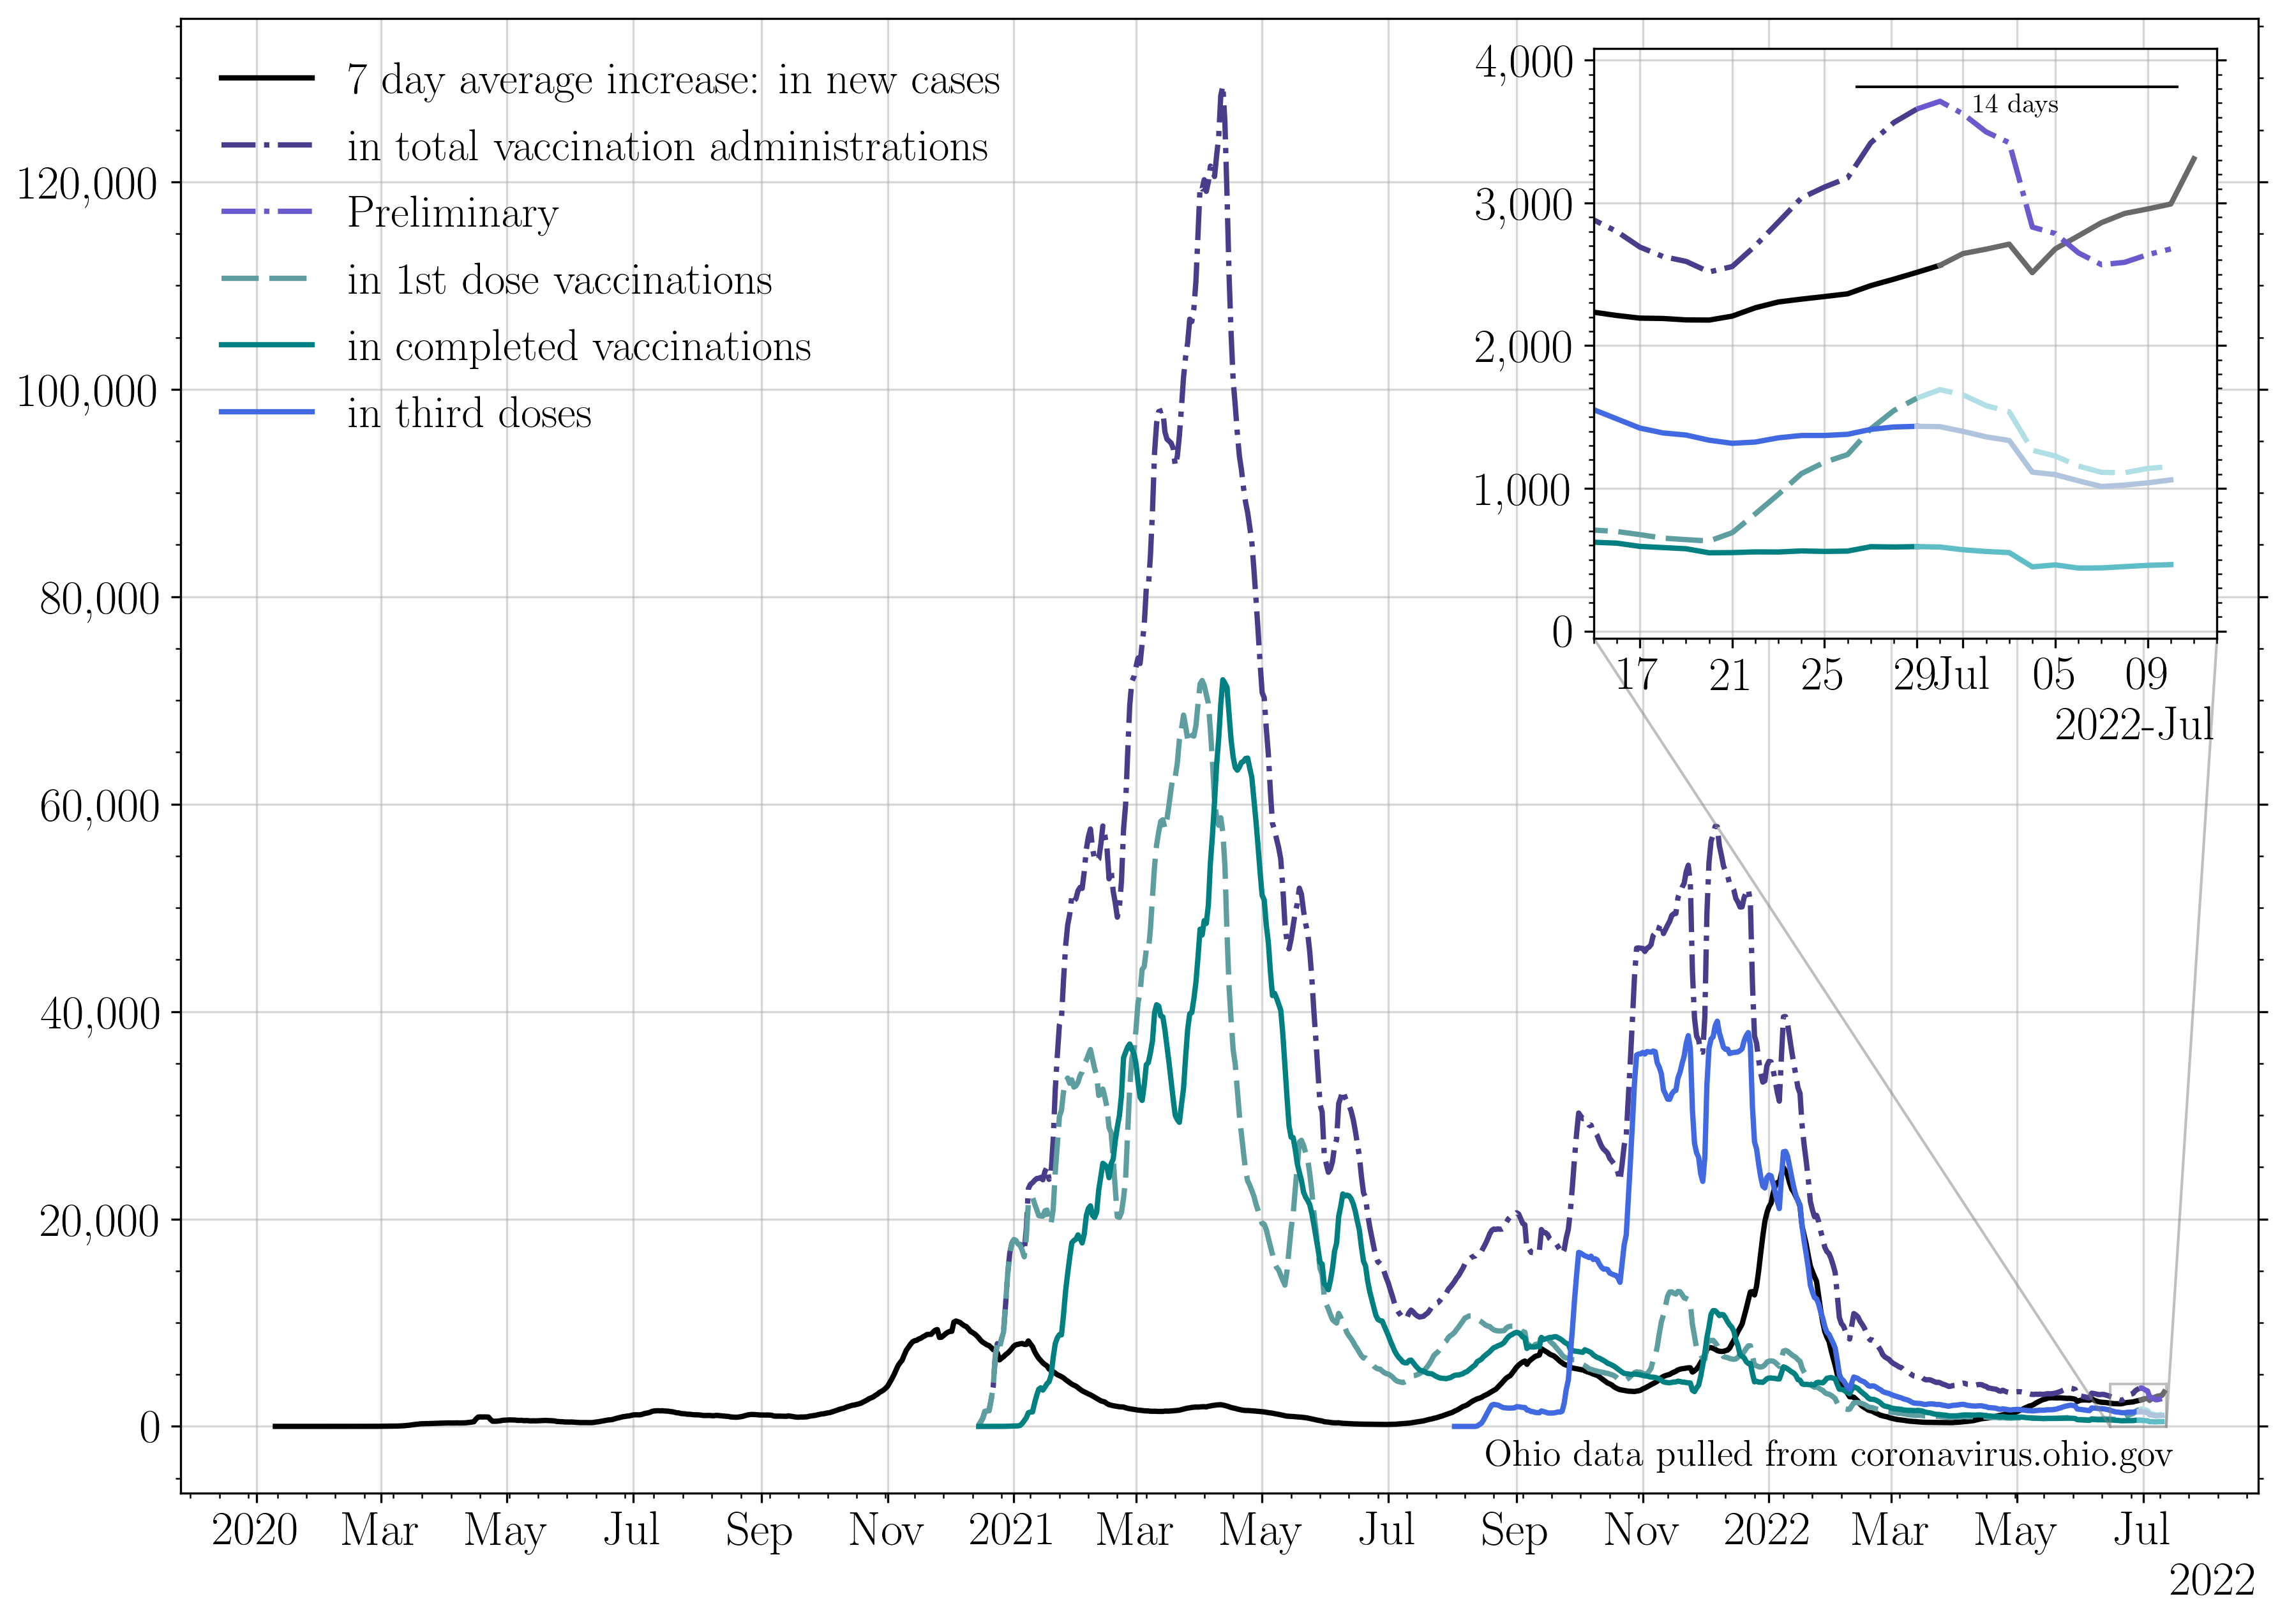 7 day average increase: in new cases
in total vaccination administrations
Preliminary
in 1st dose vaccinations
in completed vaccinations
in third doses
120,000
100,000
80,000
60,000
40,000
20,000
0
4,000
3,000
2,000
1,000
0
14 days
17 21 25 29 Jul 05 09
2022-Jul
Ohio data pulled from coronavirus.ohio.gov
2020 Mar May Jul Sep Nov 2021 Mar May Jul Sep Nov 2022 Mar May Jul
2022